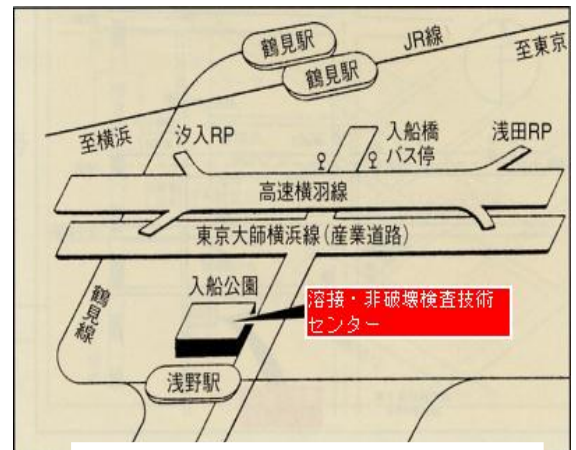 鶴見駅
JR線
至東京
鶴見駅
至横浜
汐入RP
入船橋
バス停
浅田RP
高速横羽線
東京大師横浜線(産業道路)
入船公園
溶接・非破壊検査技術
センター
鶴見線
浅野駅